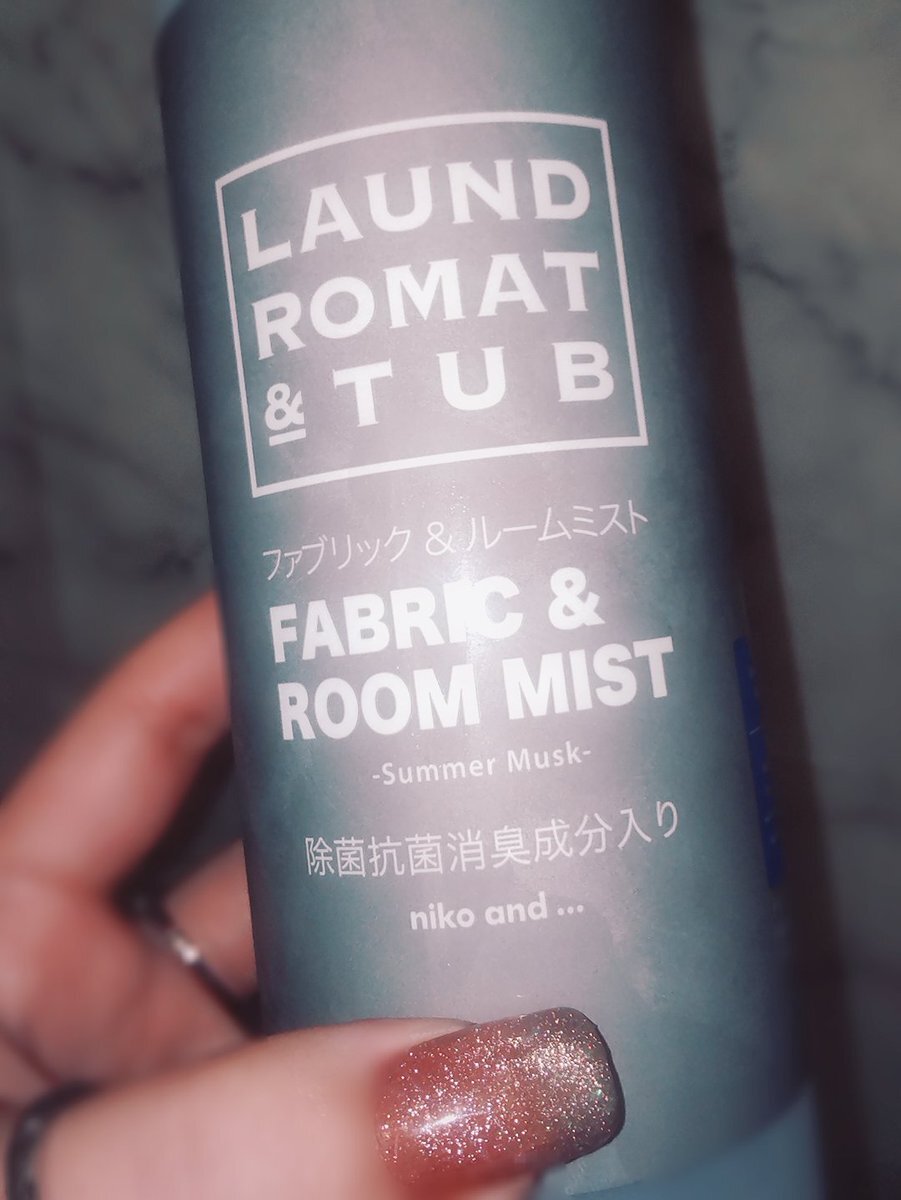 LAUND
ROMAT
& TUB
ファブリック & ルームミスト
FABRIC &
ROOM MIST
-Summer Musk-
除菌抗菌消臭成分入り
niko and ...